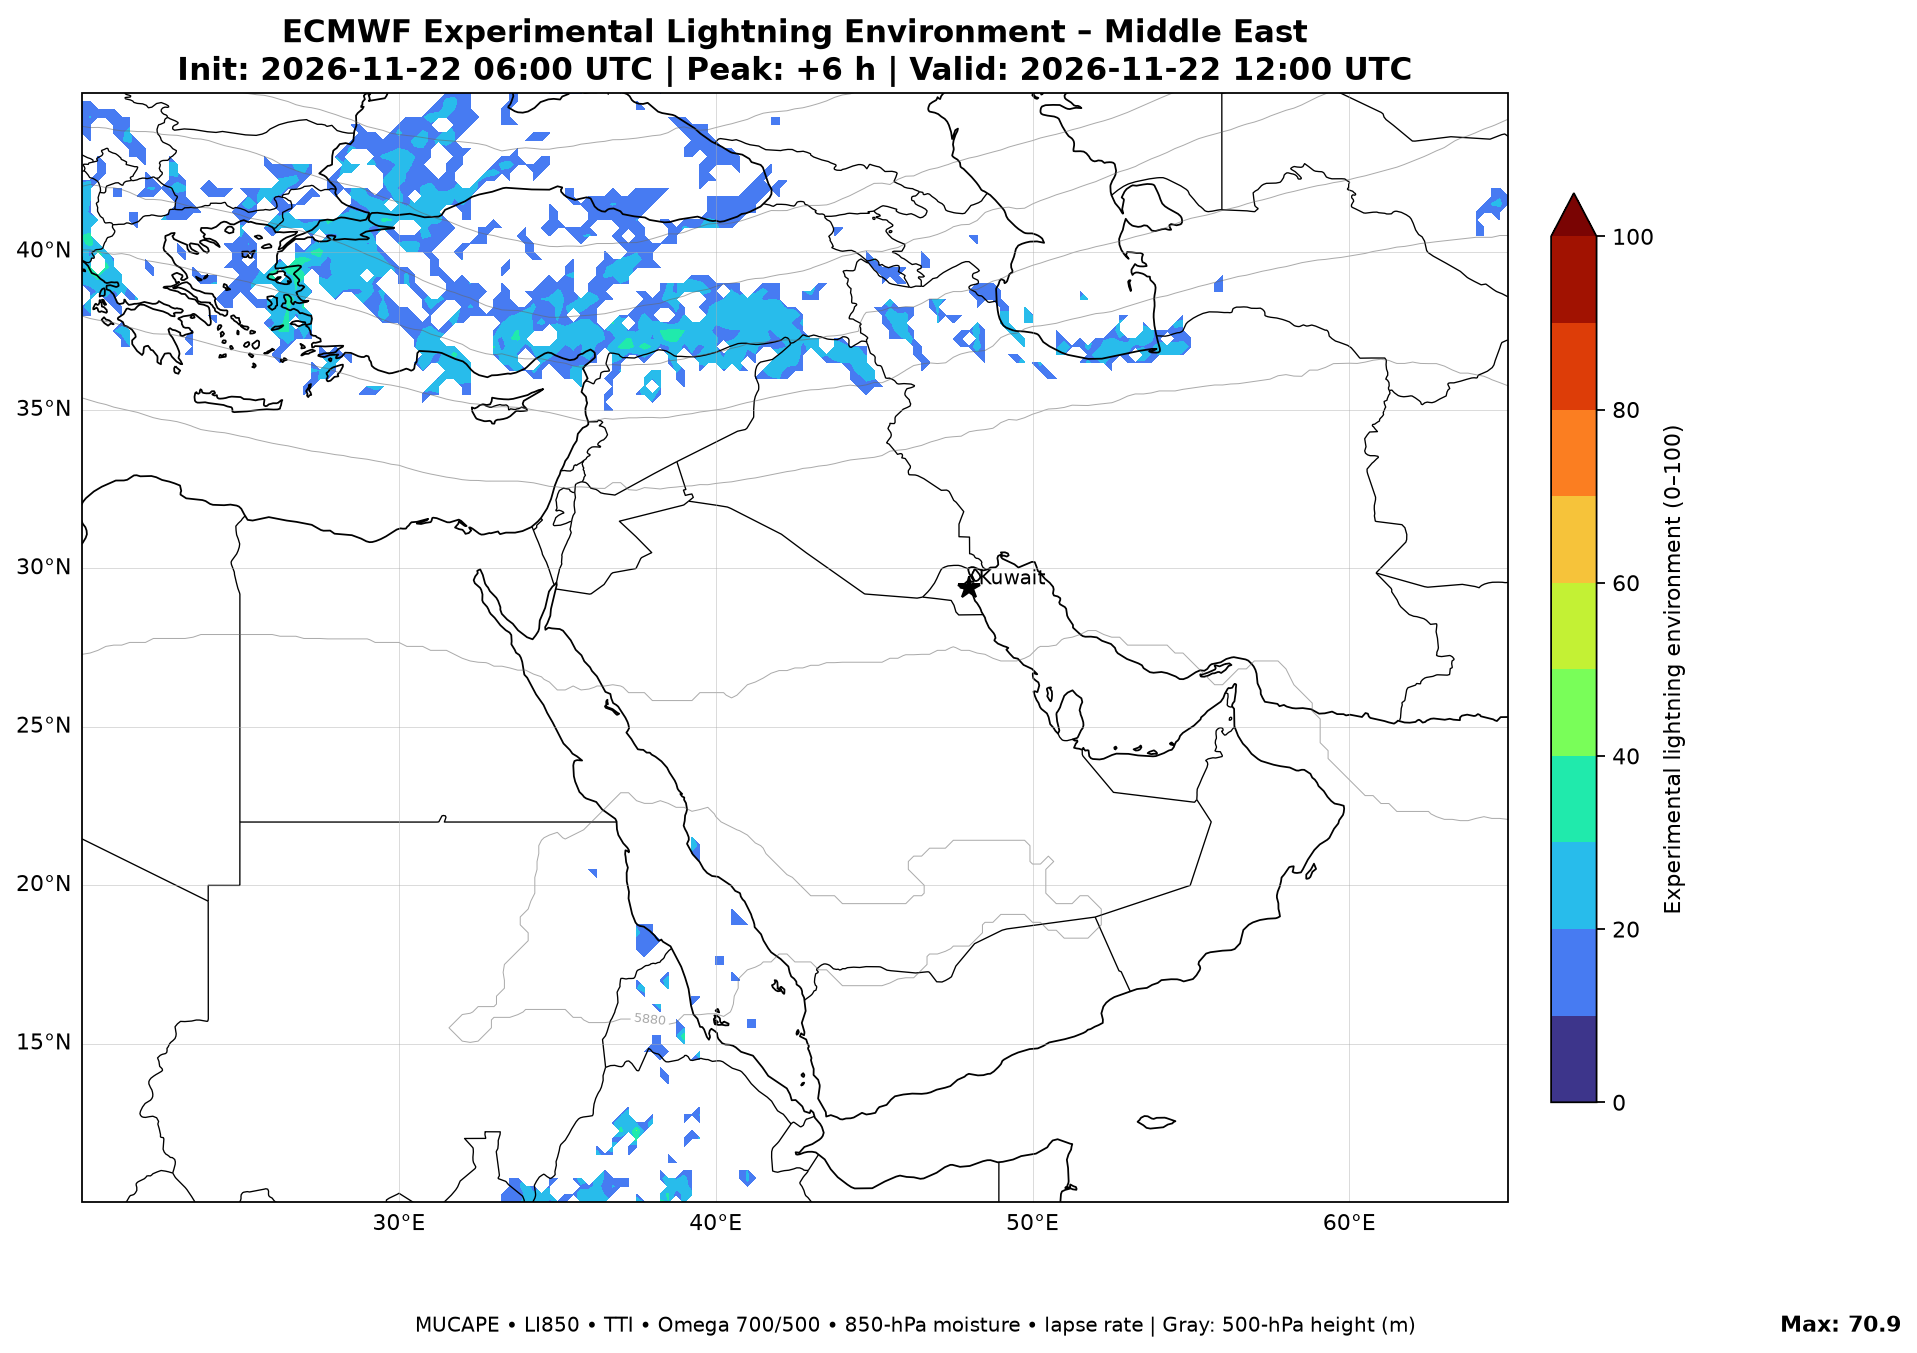 ECMWF Experimental Lightning Environment – Middle East
Init: 2026-11-22 06:00 UTC | Peak: +6 h | Valid: 2026-11-22 12:00 UTC
40°N
35°N
30°N
25°N
20°N
15°N
Kuwait
5880
30°E
40°E
50°E
60°E
100
80
60
40
20
0
Experimental lightning environment (0–100)
MUCAPE • LI850 • TTI • Omega 700/500 • 850-hPa moisture • lapse rate | Gray: 500-hPa height (m)
Max: 70.9